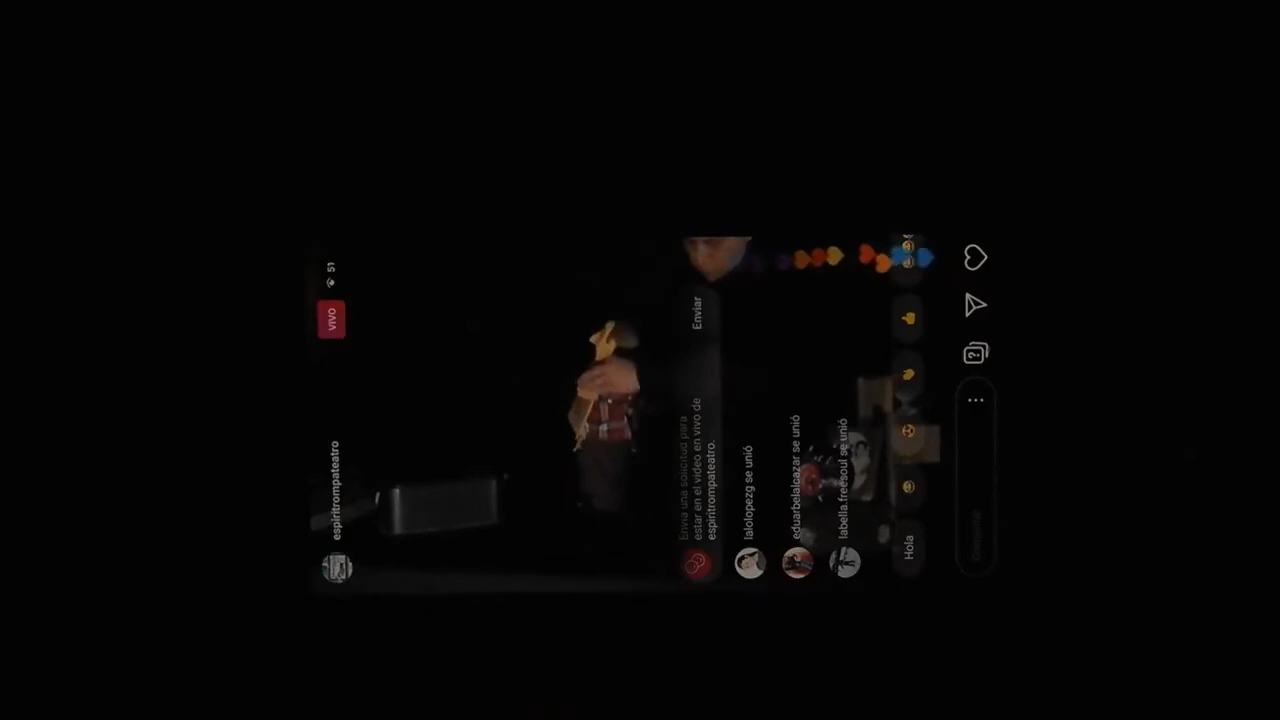 espiritrompateatro
VIVO
51
Envía una solicitud para
estar en el video en vivo de
espiritrompateatro.
Enviar
lalolopezg se unió
eduarbelalcazar se unió
labella.freesoul se unió
Hola